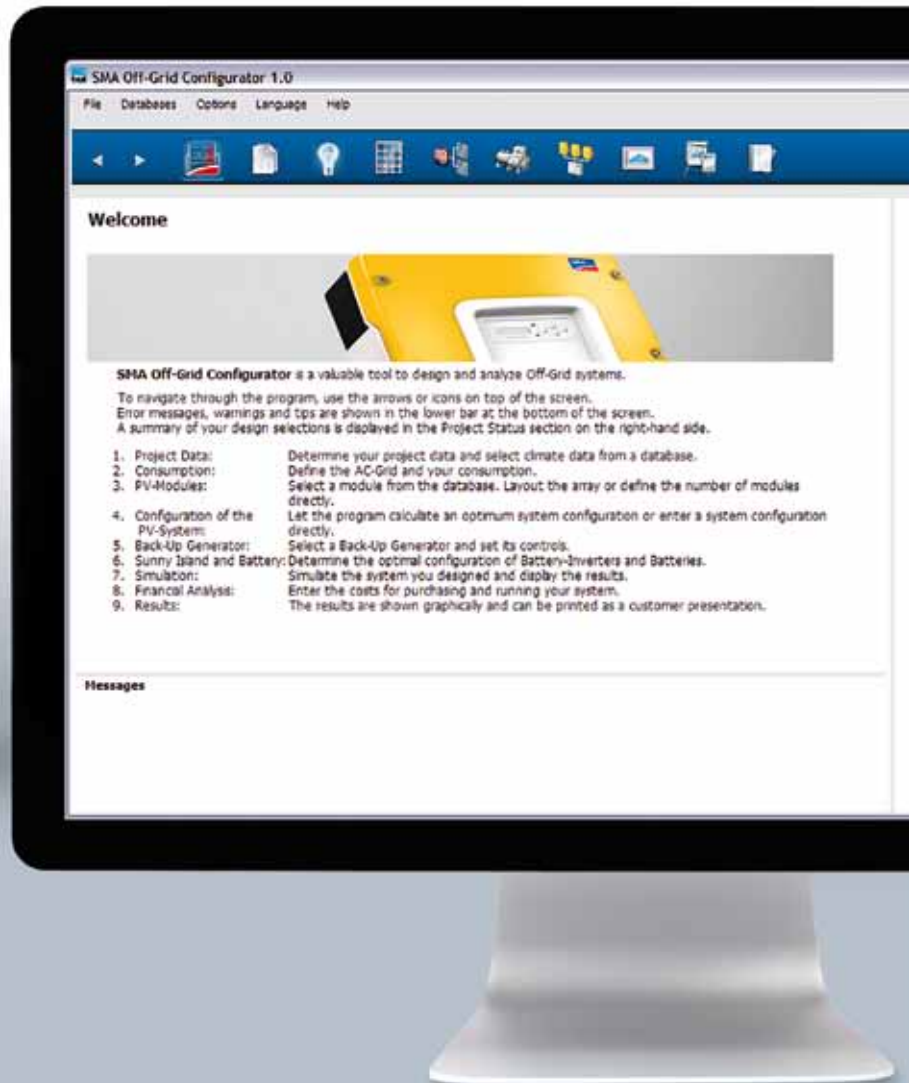 SMA Off-Grid Configurator 1.0
File Databases Options Language Help
Welcome
SMA
SMA Off-Grid Configurator is a valuable tool to design and analyze Off-Grid systems.
To navigate through the program, use the arrows or icons on top of the screen.
Error messages, warnings and tips are shown in the lower bar at the bottom of the screen.
A summary of your design selections is displayed in the Project Status section on the right-hand side.
1. Project Data: Determine your project data and select climate data from a database.
2. Consumption: Define the AC-Grid and your consumption.
3. PV-Modules: Select a module from the database. Layout the array or define the number of modules
directly.
4. Configuration of the Let the program calculate an optimum system configuration or enter a system configuration
PV-System: directly.
5. Back-Up Generator: Select a Back-Up Generator and set its controls.
6. Sunny Island and Battery: Determine the optimal configuration of Battery-Inverters and Batteries.
7. Simulation: Simulate the system you designed and display the results.
8. Financial Analysis: Enter the costs for purchasing and running your system.
9. Results: The results are shown graphically and can be printed as a customer presentation.
Messages